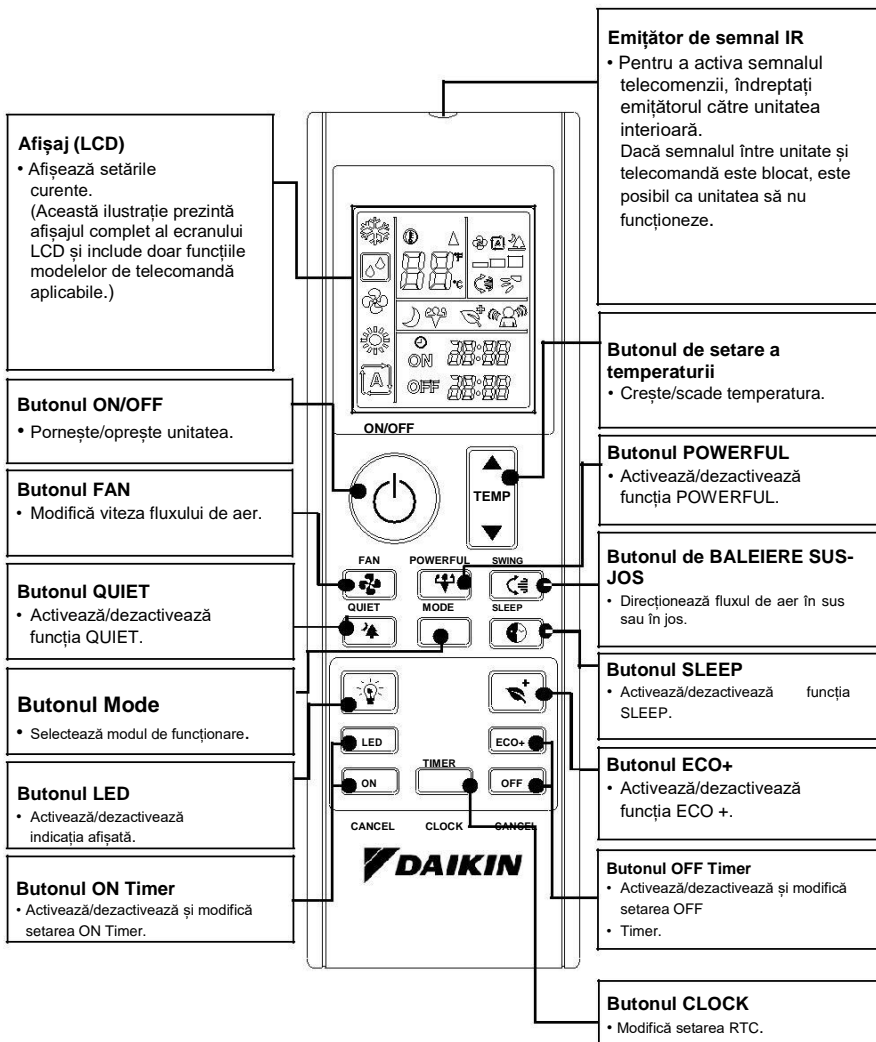 Emițător de semnal IR
• Pentru a activa semnalul
telecomenzii, îndreptați
emițătorul către unitatea
interioară.
Dacă semnalul între unitate și
telecomandă este blocat, este
posibil ca unitatea să nu
funcționeze.
Afișaj (LCD)
• Afișează setările
curente.
(Această ilustrație prezintă
afișajul complet al ecranului
LCD și include doar funcțiile
modelelor de telecomandă
aplicabile.)
A
88
°F
°C
A
ON 88:88
OFF 88:88
Butonul de setare a
temperaturii
• Crește/scade temperatura.
Butonul ON/OFF
• Pornește/oprește unitatea.
ON/OFF
TEMP
Butonul POWERFUL
• Activează/dezactivează
funcția POWERFUL.
Butonul FAN
• Modifică viteza fluxului de aer.
FAN POWERFUL SWING
Butonul de BALEIERE SUS-
JOS
• Direcționează fluxul de aer în sus
sau în jos.
Butonul QUIET
• Activează/dezactivează
funcția QUIET.
QUIET MODE SLEEP
Butonul SLEEP
• Activează/dezactivează funcția
SLEEP.
Butonul Mode
• Selectează modul de funcționare.
LED ECO+
TIMER
ON OFF
CANCEL CLOCK CANCEL
DAIKIN
Butonul ECO+
• Activează/dezactivează
funcția ECO +.
Butonul LED
• Activează/dezactivează
indicația afișată.
Butonul OFF Timer
• Activează/dezactivează și modifică
setarea OFF
• Timer.
Butonul ON Timer
• Activează/dezactivează și modifică
setarea ON Timer.
Butonul CLOCK
• Modifică setarea RTC.